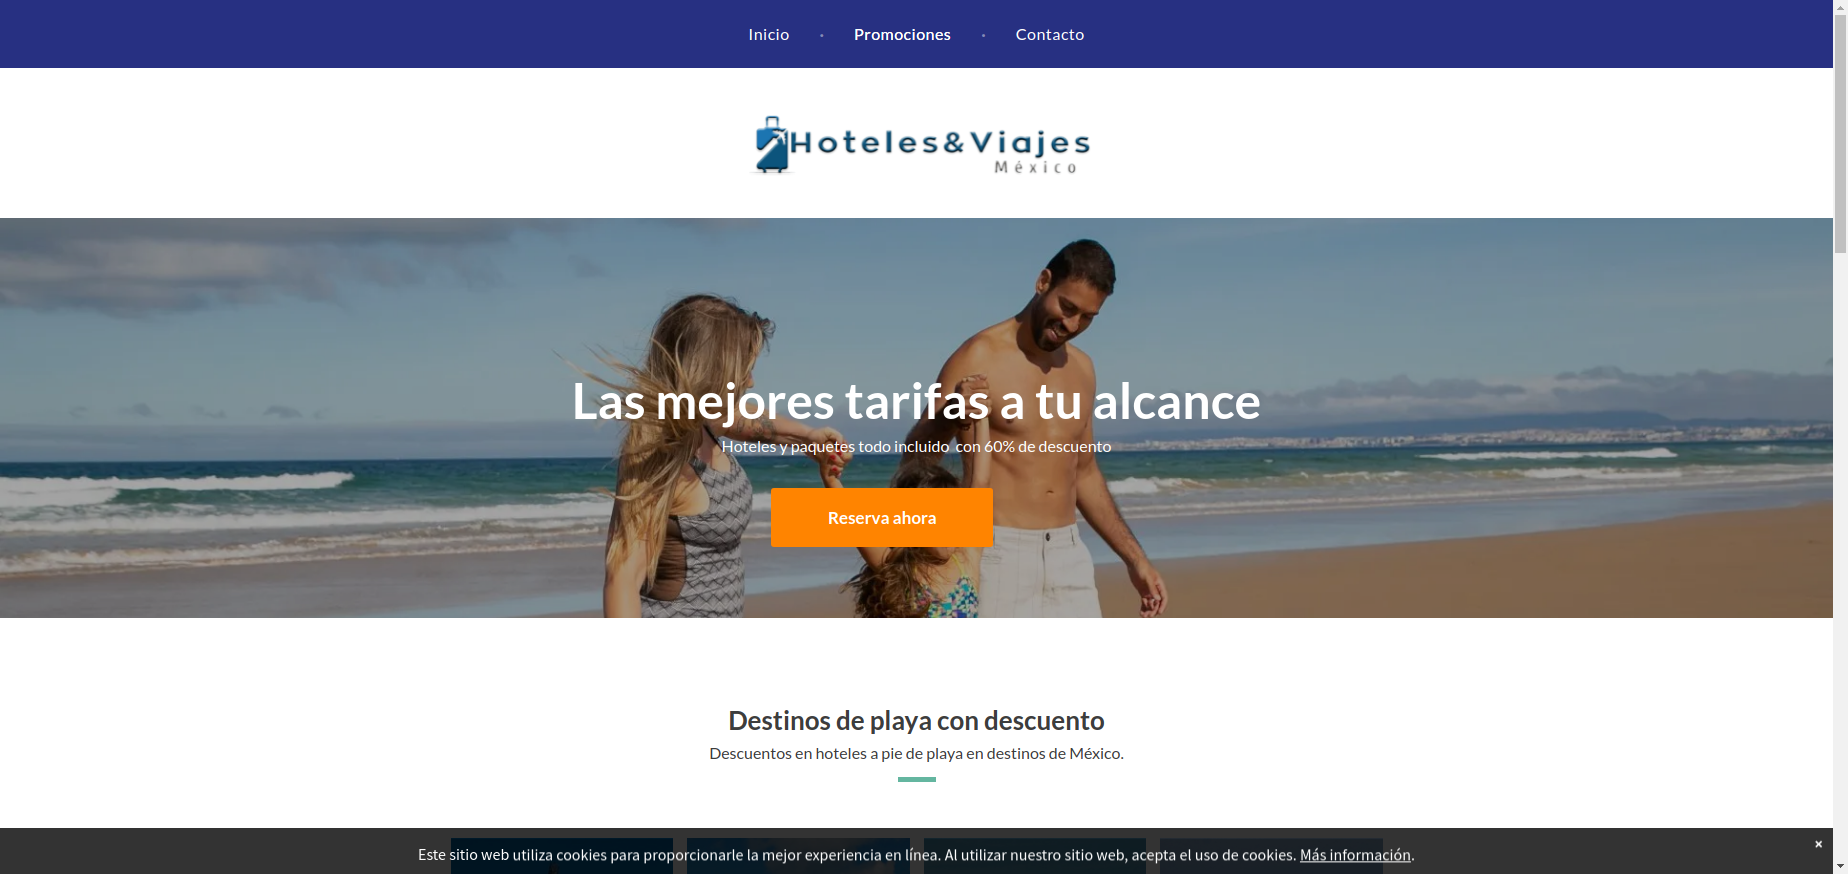 Inicio
Promociones
Contacto
Hoteles&Viajes
México
Las mejores tarifas a tu alcance
Hoteles y paquetes todo incluido con 60% de descuento
Reserva ahora
Destinos de playa con descuento
Descuentos en hoteles a pie de playa en destinos de México.
Este sitio web utiliza cookies para proporcionarle la mejor experiencia en línea. Al utilizar nuestro sitio web, acepta el uso de cookies. Más información.
×